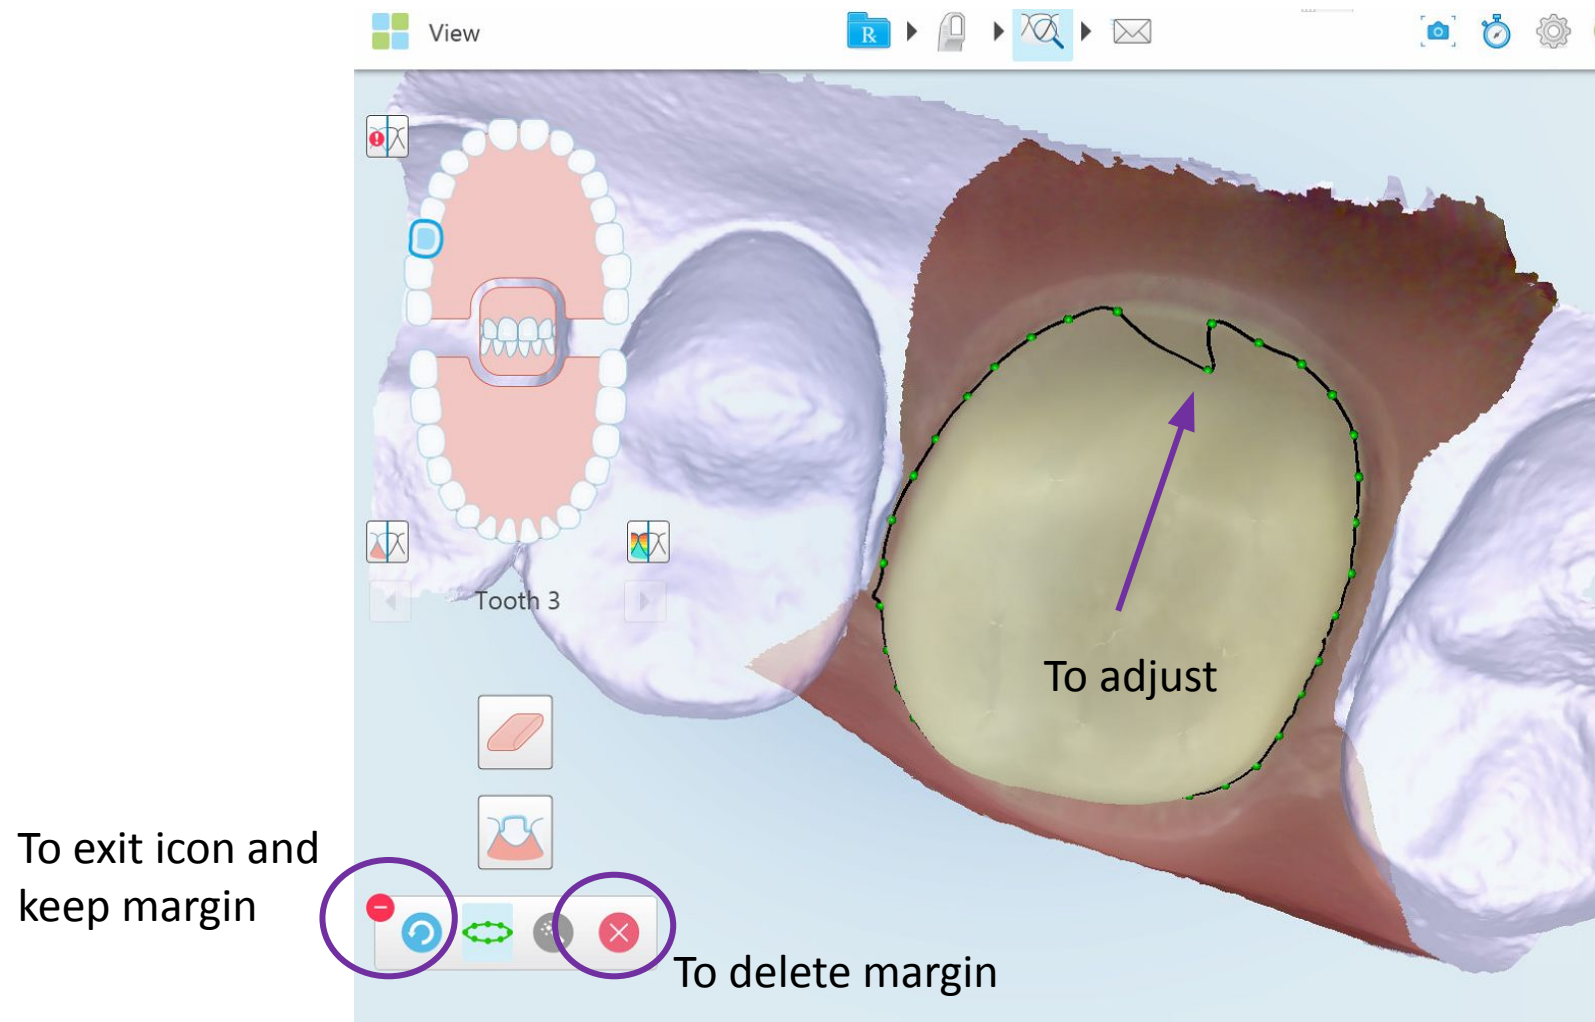 View
R
Tooth 3
To adjust
To exit icon and
keep margin
To delete margin